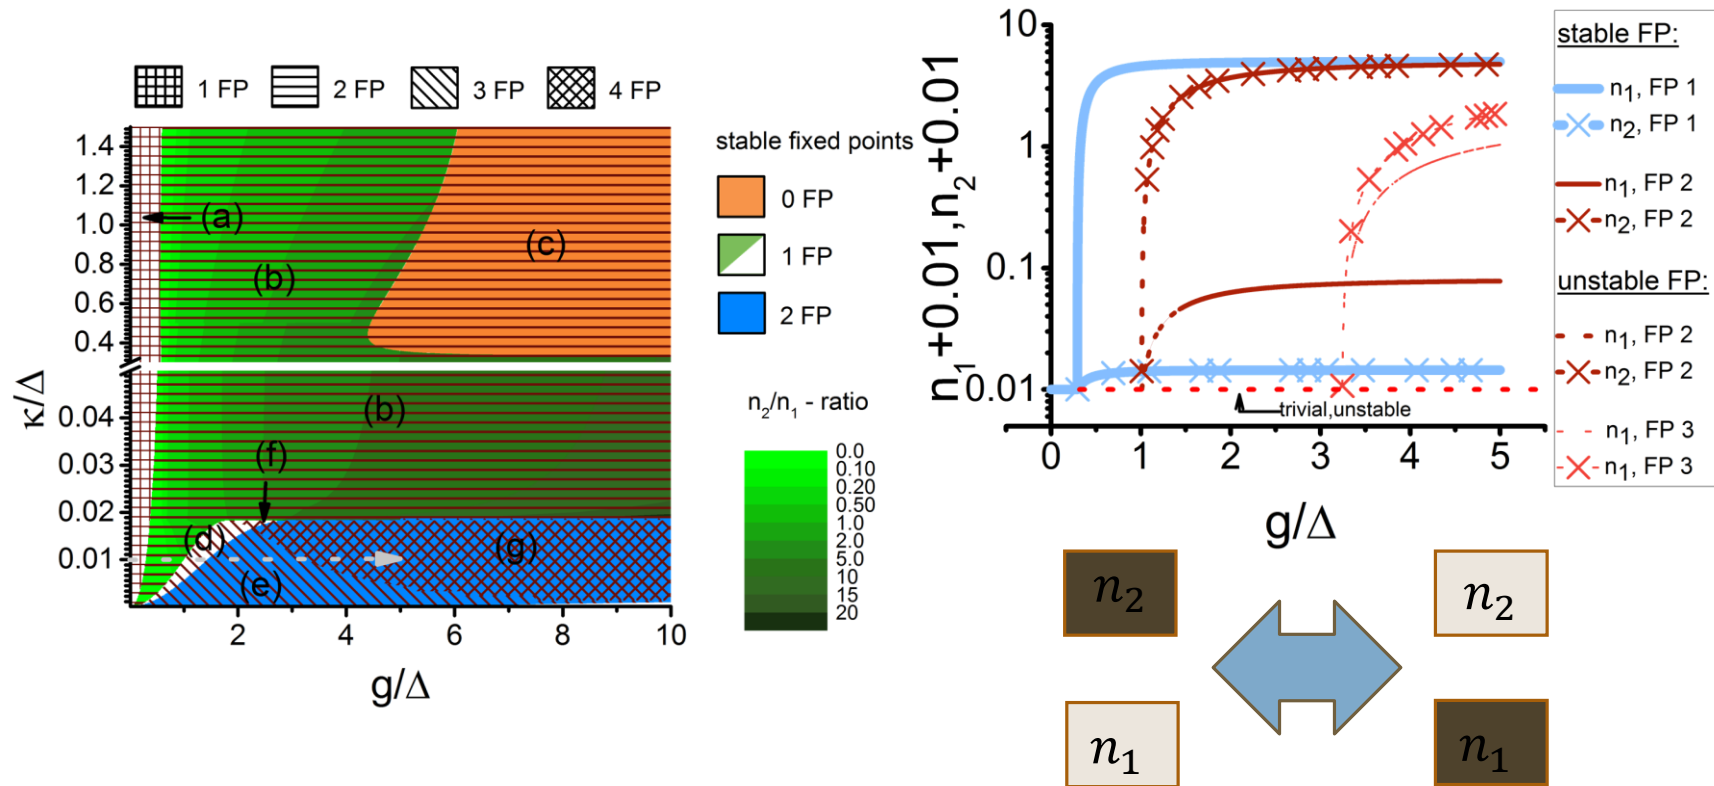 1 FP
2 FP
3 FP
4 FP
1.4
1.2
1.0
0.8
0.6
0.4
0.04
0.03
0.02
0.01
κ/Δ
(a)
(b)
(c)
(b)
(f)
(d)
(e)
(g)
2
4
6
8
10
g/Δ
stable fixed points
0 FP
1 FP
2 FP
n2/n1 - ratio
0.0
0.10
0.20
0.50
1.0
2.0
5.0
10
15
20
n1+0.01,n2+0.01
10
1
0.1
0.01
trivial,unstable
0
1
2
3
4
5
g/Δ
stable FP:
n1, FP 1
n2, FP 1
n1, FP 2
n2, FP 2
unstable FP:
n1, FP 2
n2, FP 2
n1, FP 3
n1, FP 3
n2
n2
n1
n1